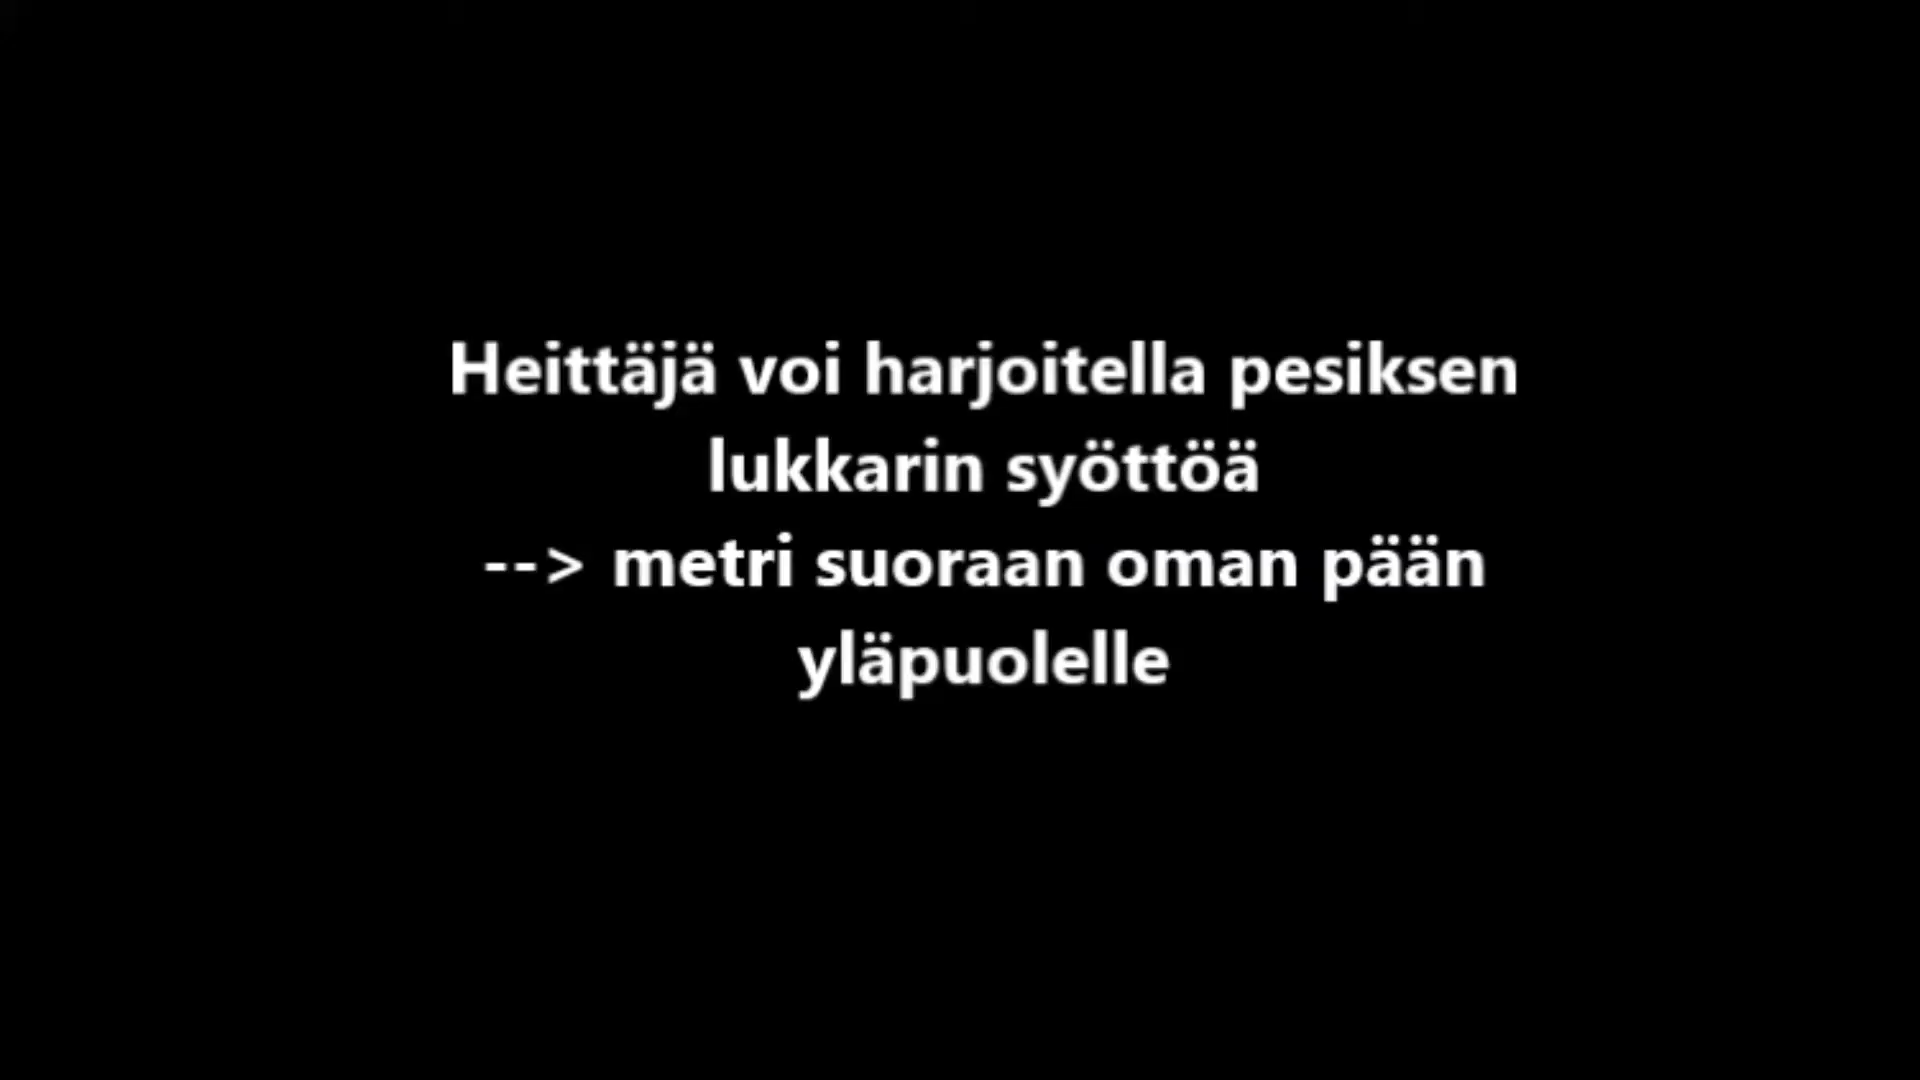 Heittäjä voi harjoitella pesiksen
lukkarin syöttöä
--> metri suoraan oman pään
yläpuolelle